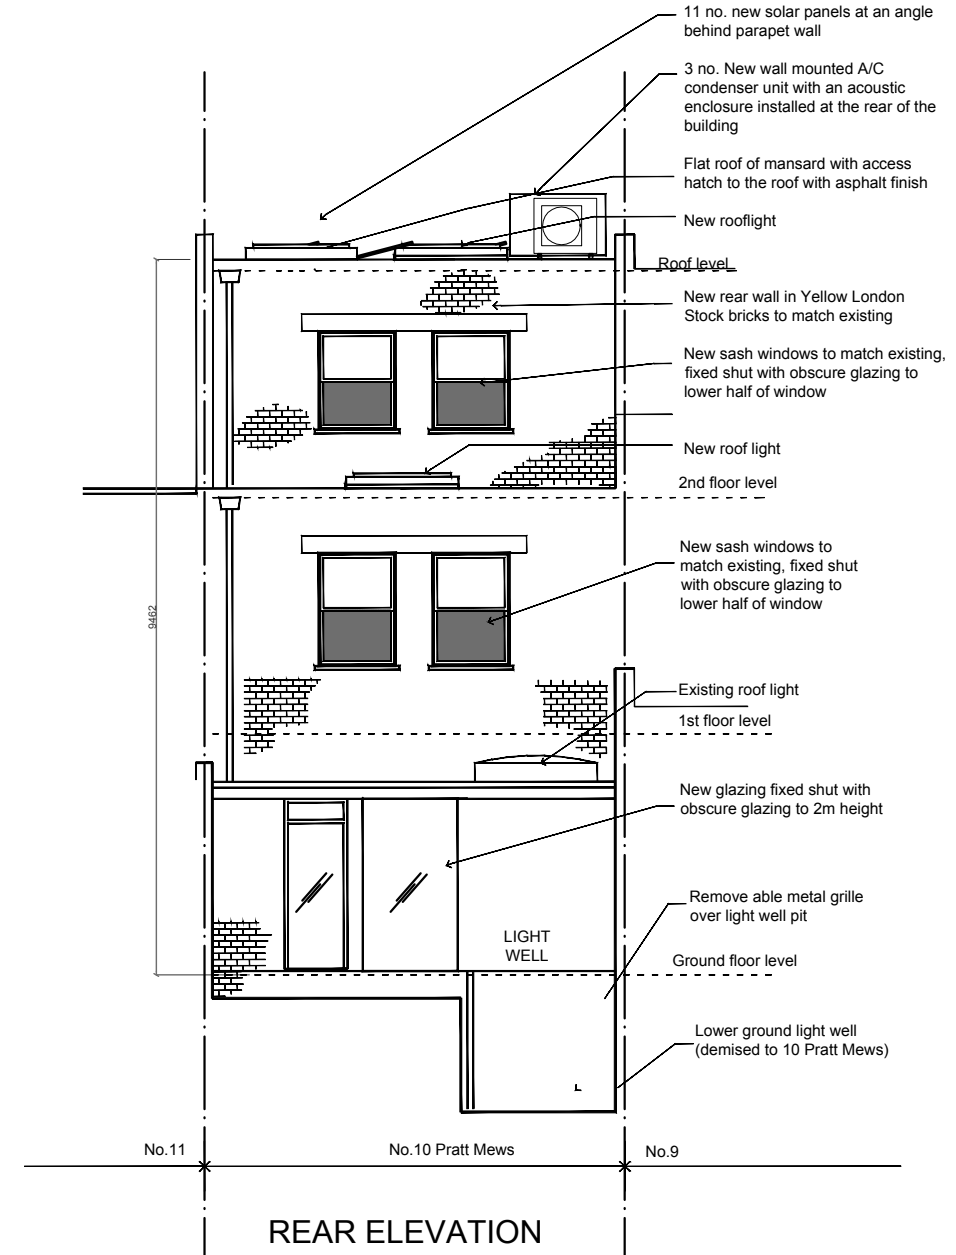 11 no. new solar panels at an angle
behind parapet wall
3 no. New wall mounted A/C
condenser unit with an acoustic
enclosure installed at the rear of the
building
Flat roof of mansard with access
hatch to the roof with asphalt finish
New rooflight
Roof level
New rear wall in Yellow London
Stock bricks to match existing
New sash windows to match existing,
fixed shut with obscure glazing to
lower half of window
New roof light
2nd floor level
New sash windows to
match existing, fixed shut
with obscure glazing to
lower half of window
9462
Existing roof light
1st floor level
New glazing fixed shut with
obscure glazing to 2m height
Remove able metal grille
over light well pit
LIGHT
WELL
Ground floor level
Lower ground light well
(demised to 10 Pratt Mews)
No.11
No.10 Pratt Mews
No.9
REAR ELEVATION